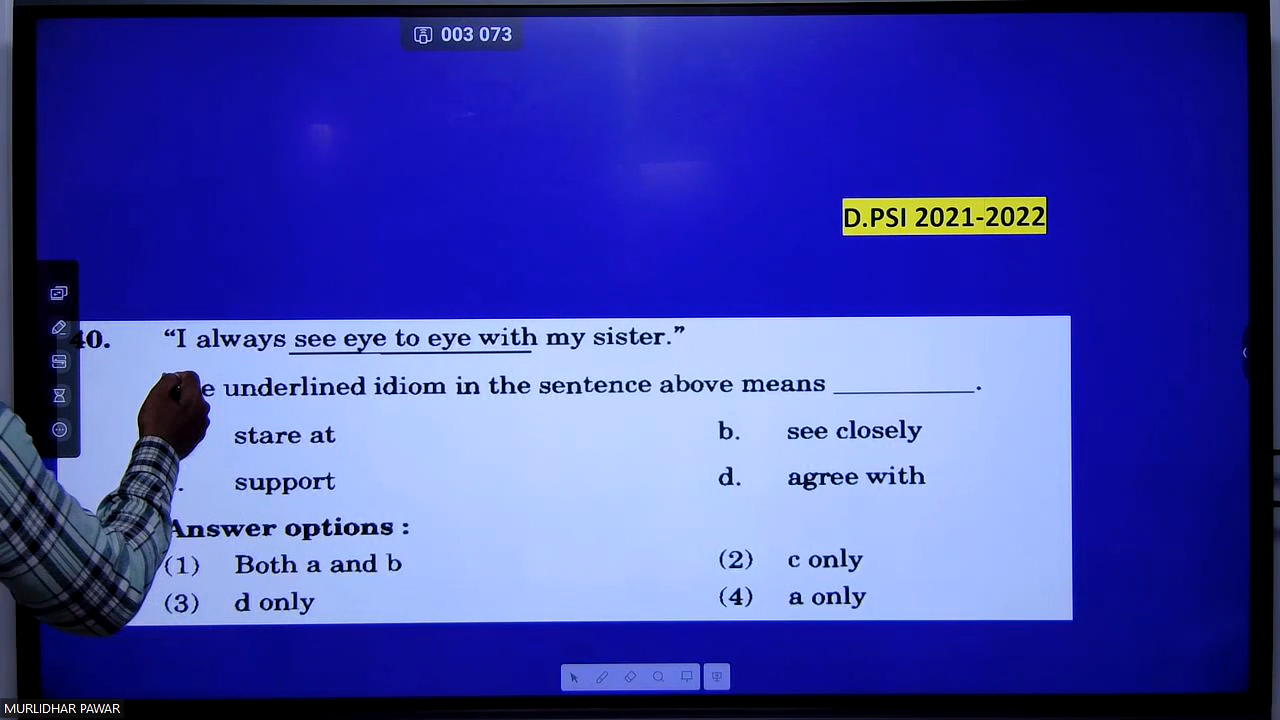 003 073
D.PSI 2021-2022
40. “I always see eye to eye with my sister.”
underlined idiom in the sentence above means __________.
stare at b. see closely
support d. agree with
Answer options :
(1) Both a and b (2) c only
(3) d only (4) a only
MURLIDHAR PAWAR